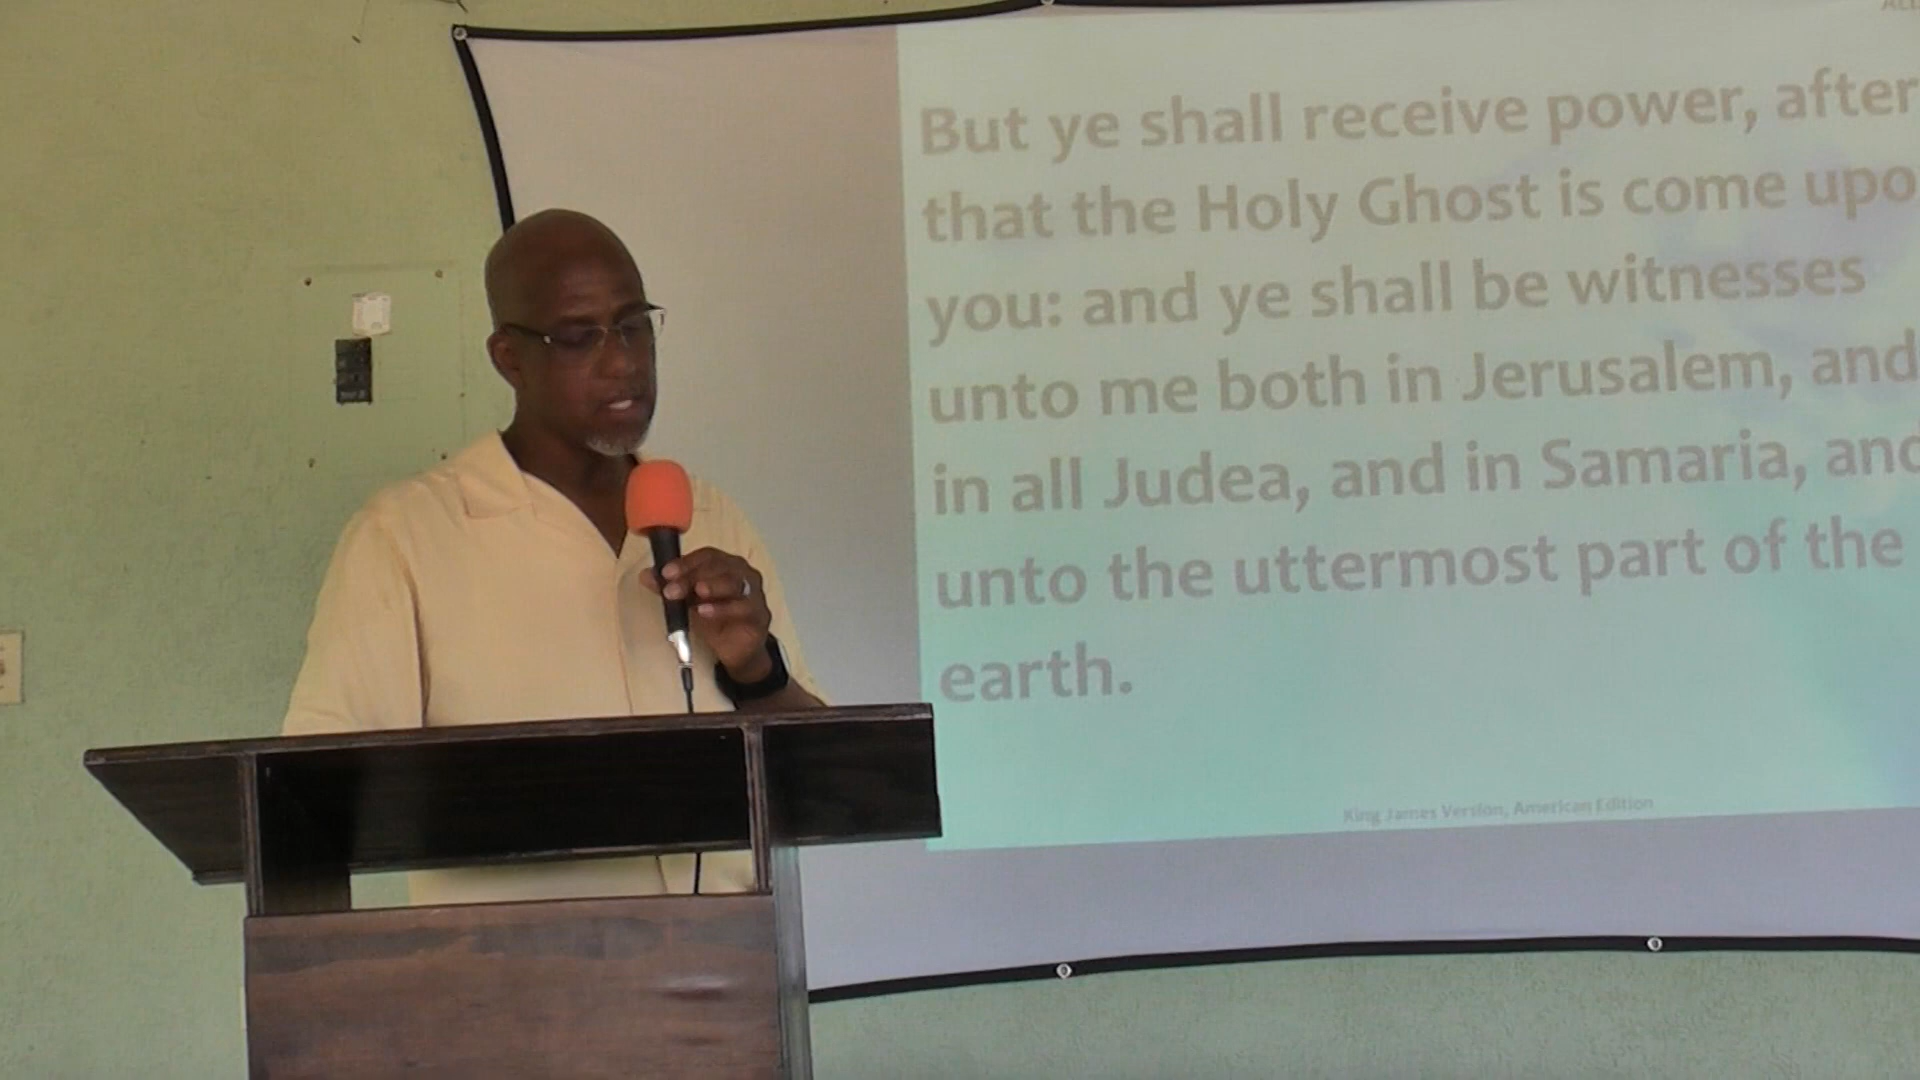 But ye shall receive power, after
that the Holy Ghost is come upo
you: and ye shall be witnesses
unto me both in Jerusalem, and
in all Judea, and in Samaria, and
unto the uttermost part of the
earth.
King James Version, American Edition